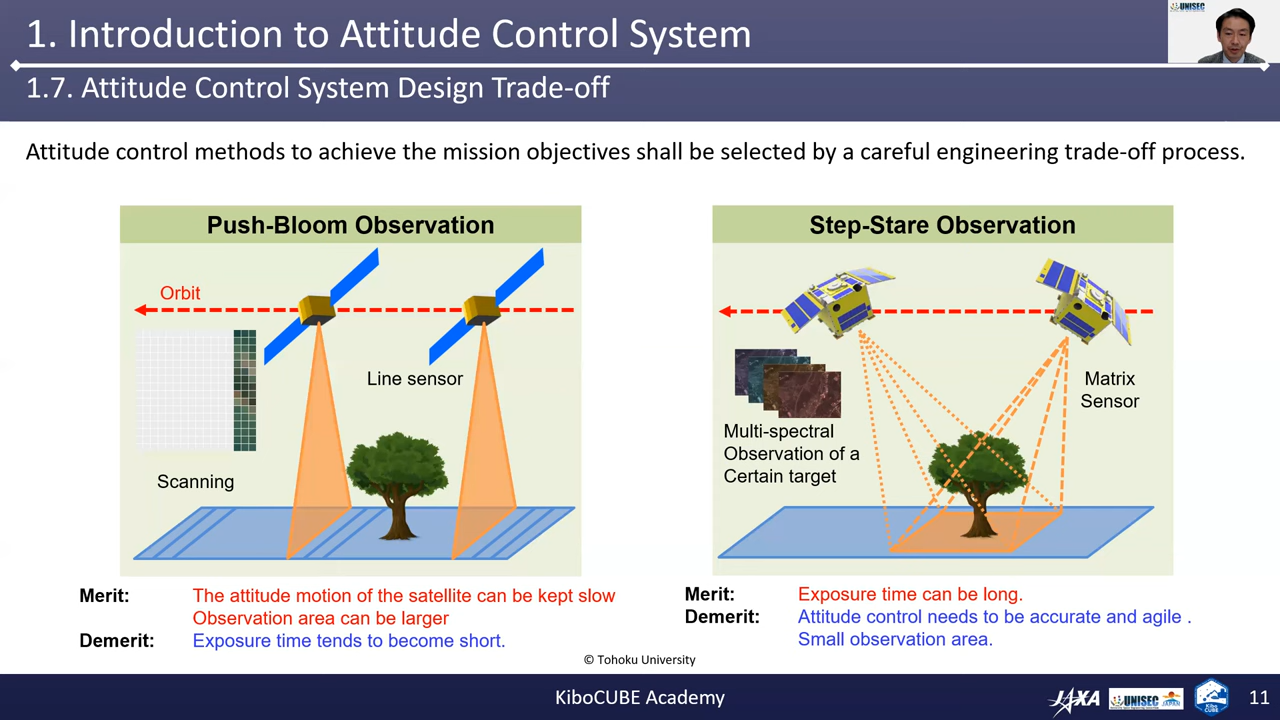 1. Introduction to Attitude Control System
UNISEC
1.7. Attitude Control System Design Trade-off
Attitude control methods to achieve the mission objectives shall be selected by a careful engineering trade-off process.
Push-Bloom Observation
Orbit
Line sensor
Scanning
Merit: The attitude motion of the satellite can be kept slow
Observation area can be larger
Demerit: Exposure time tends to become short.
Step-Stare Observation
Matrix
Sensor
Multi-spectral
Observation of a
Certain target
Merit: Exposure time can be long.
Demerit: Attitude control needs to be accurate and agile .
Small observation area.
© Tohoku University
KiboCUBE Academy
JAXA
UNISEC
JAPAN
Kibo
CUBE
11